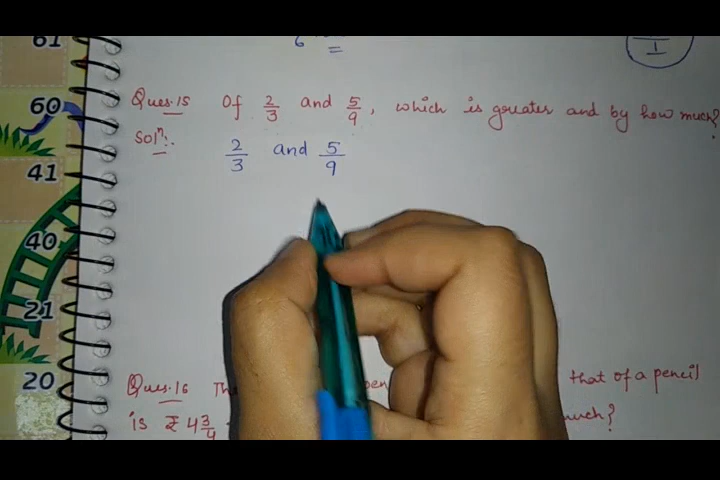 61
6
1
Ques.15 Of 2/3 and 5/9, which is greater and by how much?
60
Solⁿ:. 2/3 and 5/9
41
40
21
20
Ques.16 that of a pencil
is ₹ 4 3/4 much?